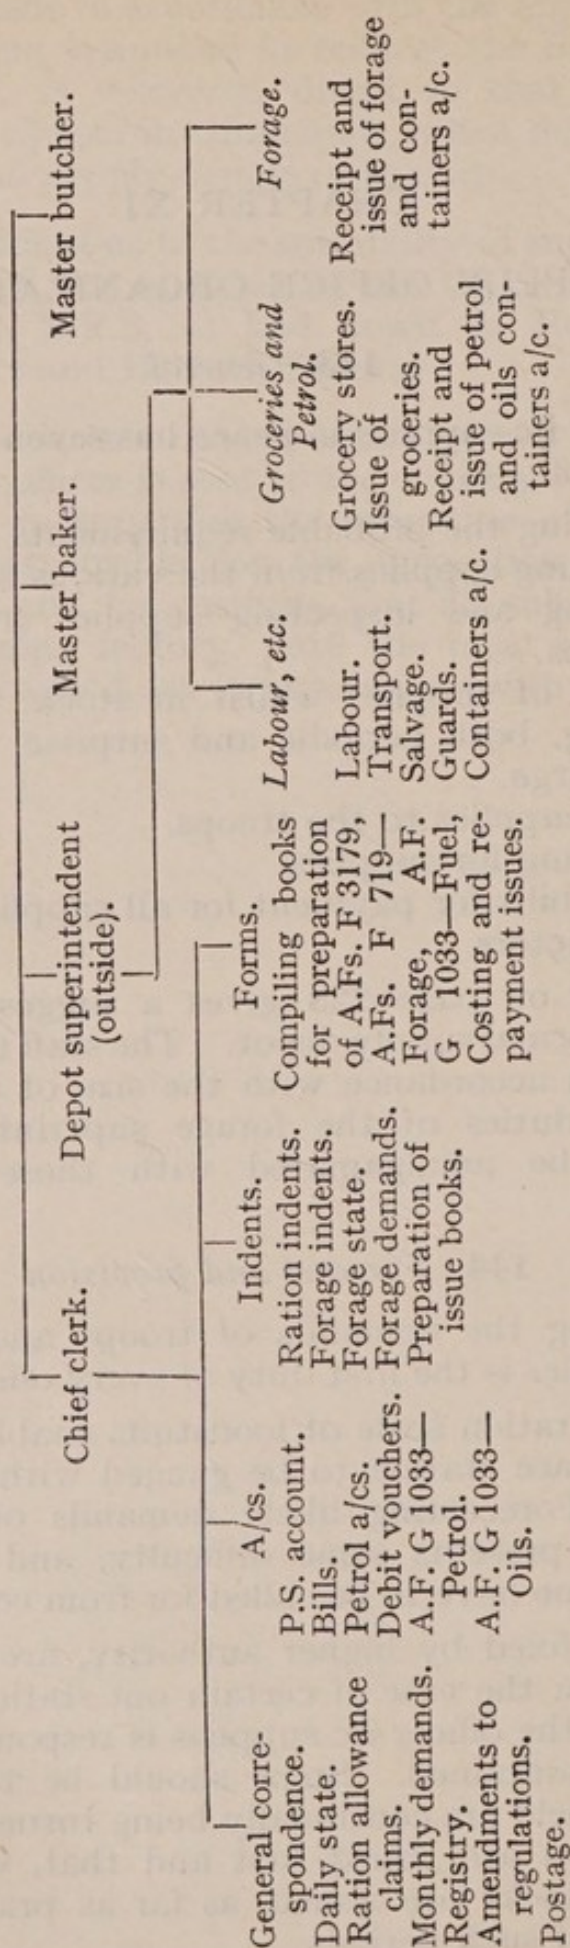 Chief clerk.
Depot superintendent
(outside).
Master baker.
Master butcher.
General corre-
spondence.
Daily state.
Ration allowance
claims.
Monthly demands.
Registry.
Amendments to
regulations.
Postage.
A/cs.
P.S. account.
Bills.
Petrol a/cs.
Debit vouchers.
A.F. G 1033—
Petrol.
A.F. G 1033—
Oils.
Indents.
Ration indents.
Forage indents.
Forage state.
Forage demands.
Preparation of
issue books.
Forms.
Compiling books
for preparation
of A.Fs. F 3179,
A.Fs. F 719—
Forage, A.F.
G 1033—Fuel,
Costing and re-
payment issues.
Labour, etc.
Labour.
Transport.
Salvage.
Guards.
Containers a/c.
Groceries and
Petrol.
Grocery stores.
Issue of
groceries.
Receipt and
issue of petrol
and oils con-
tainers a/c.
Forage.
Receipt and
issue of forage
and con-
tainers a/c.